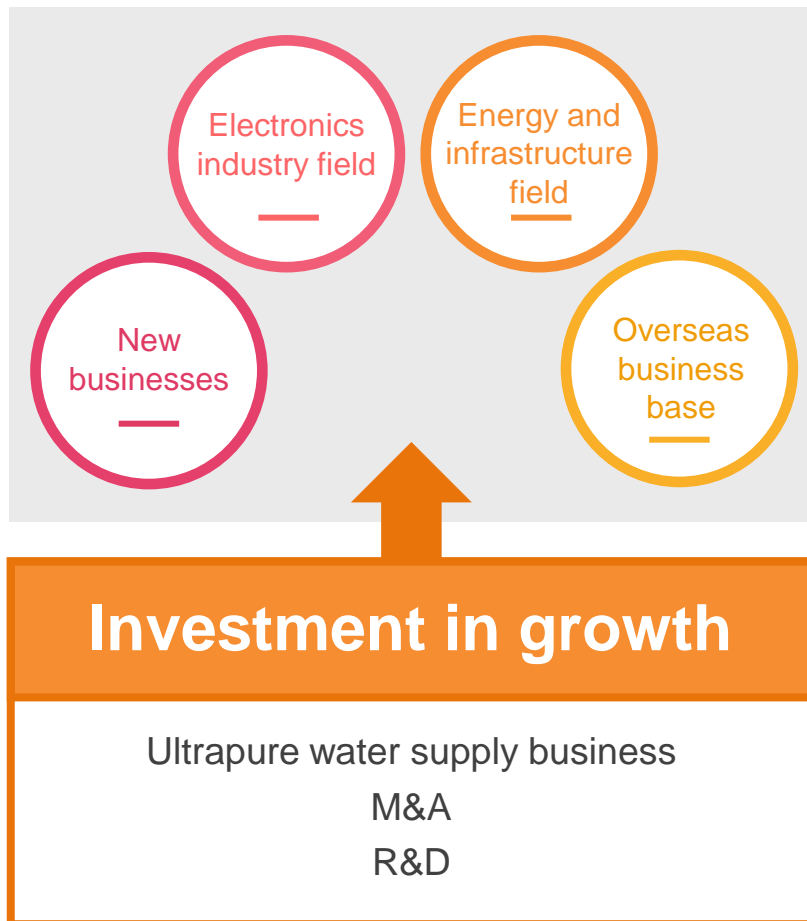 Electronics
industry field
Energy and
infrastructure
field
New
businesses
Overseas
business
base
Investment in growth
Ultrapure water supply business
M&A
R&D